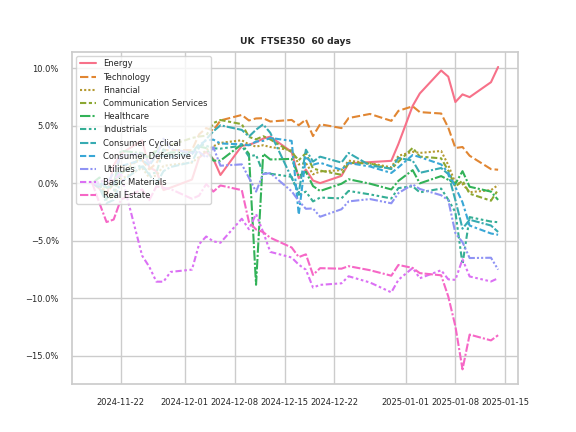 UK  FTSE350  60 days
10.0%
5.0%
0.0%
−5.0%
−10.0%
−15.0%
Energy
Technology
Financial
Communication Services
Healthcare
Industrials
Consumer Cyclical
Consumer Defensive
Utilities
Basic Materials
Real Estate
2024-11-22
2024-12-01
2024-12-08
2024-12-15
2024-12-22
2025-01-01
2025-01-08
2025-01-15